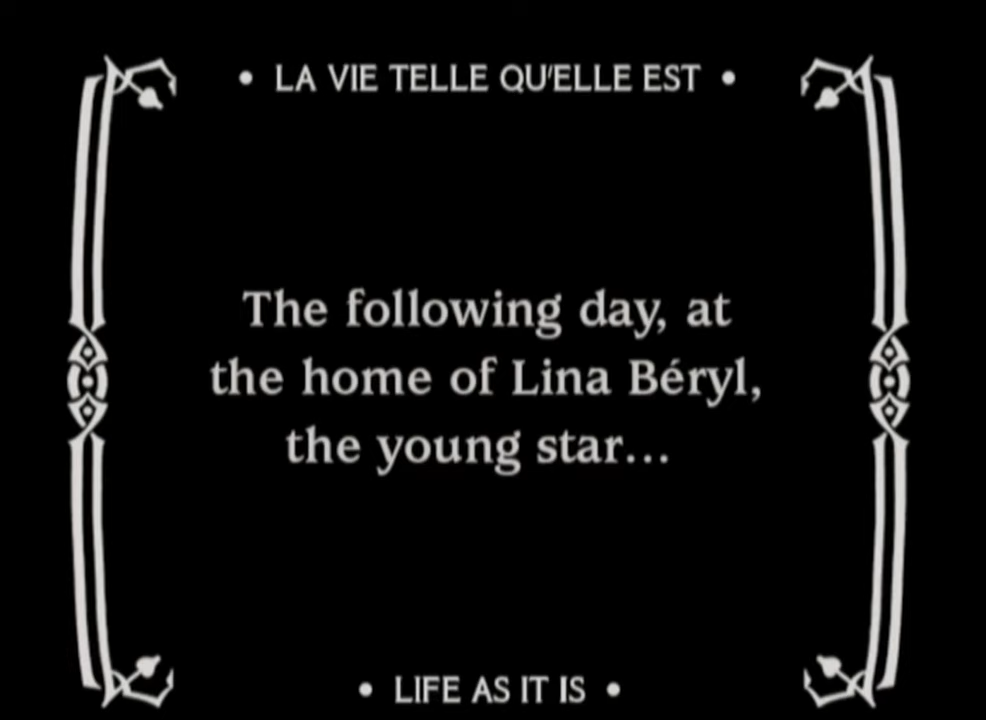 • LA VIE TELLE QU'ELLE EST •
The following day, at
the home of Lina Béryl,
the young star...
• LIFE AS IT IS •